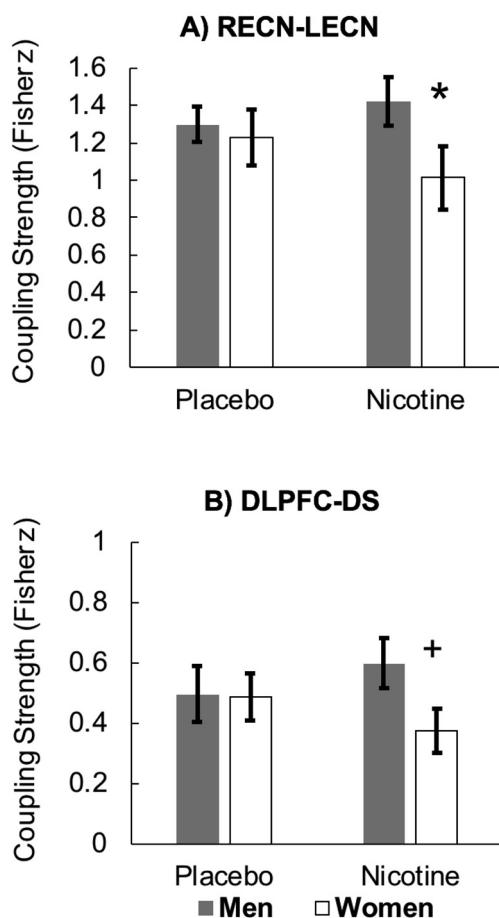 A) RECN-LECN
Coupling Strength (Fisher z)
1.6
1.4
1.2
1
0.8
0.6
0.4
0.2
0
*
Placebo Nicotine
B) DLPFC-DS
Coupling Strength (Fisher z)
1
0.8
0.6
0.4
0.2
0
+
Placebo Nicotine
Men Women